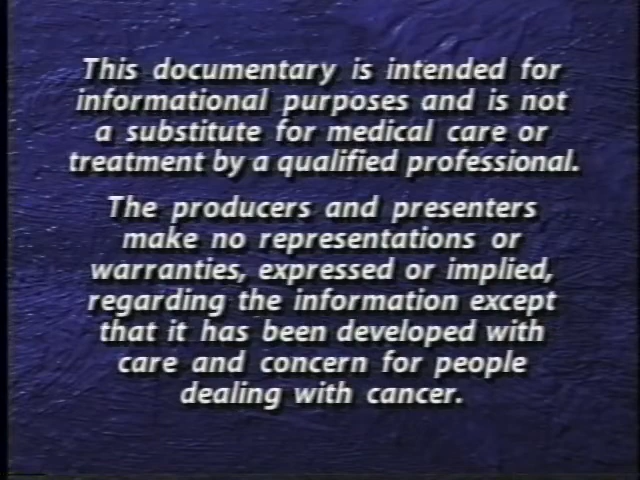 This documentary is intended for
informational purposes and is not
a substitute for medical care or
treatment by a qualified professional.
The producers and presenters
make no representations or
warranties, expressed or implied,
regarding the information except
that it has been developed with
care and concern for people
dealing with cancer.